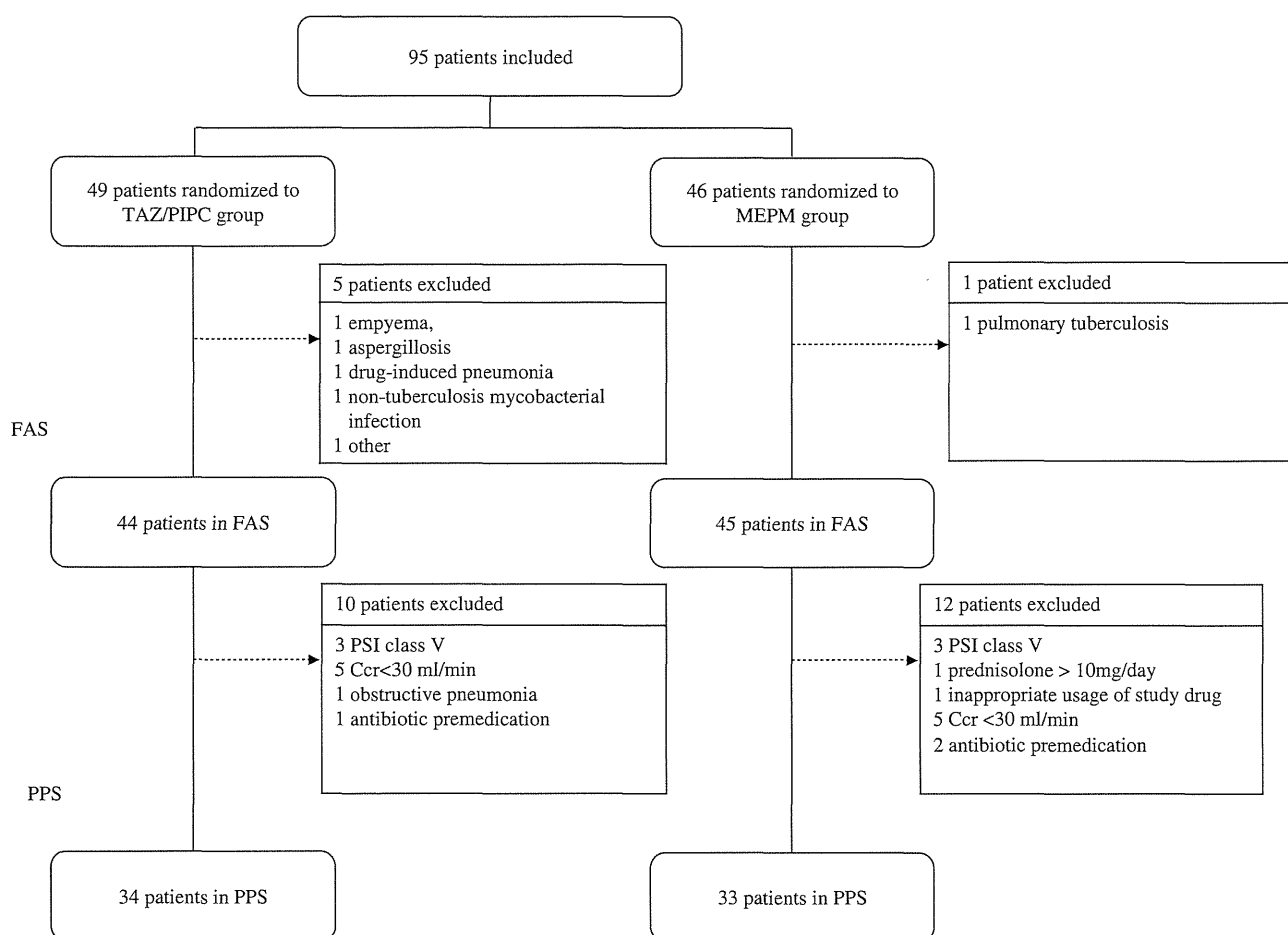 95 patients included
49 patients randomized to
TAZ/PIPC group
46 patients randomized to
MEPM group
5 patients excluded
1 empyema,
1 aspergillosis
1 drug-induced pneumonia
1 non-tuberculosis mycobacterial
infection
1 other
1 patient excluded
1 pulmonary tuberculosis
FAS
44 patients in FAS
45 patients in FAS
10 patients excluded
3 PSI class V
5 Ccr<30 ml/min
1 obstructive pneumonia
1 antibiotic premedication
12 patients excluded
3 PSI class V
1 prednisolone > 10mg/day
1 inappropriate usage of study drug
5 Ccr <30 ml/min
2 antibiotic premedication
PPS
34 patients in PPS
33 patients in PPS